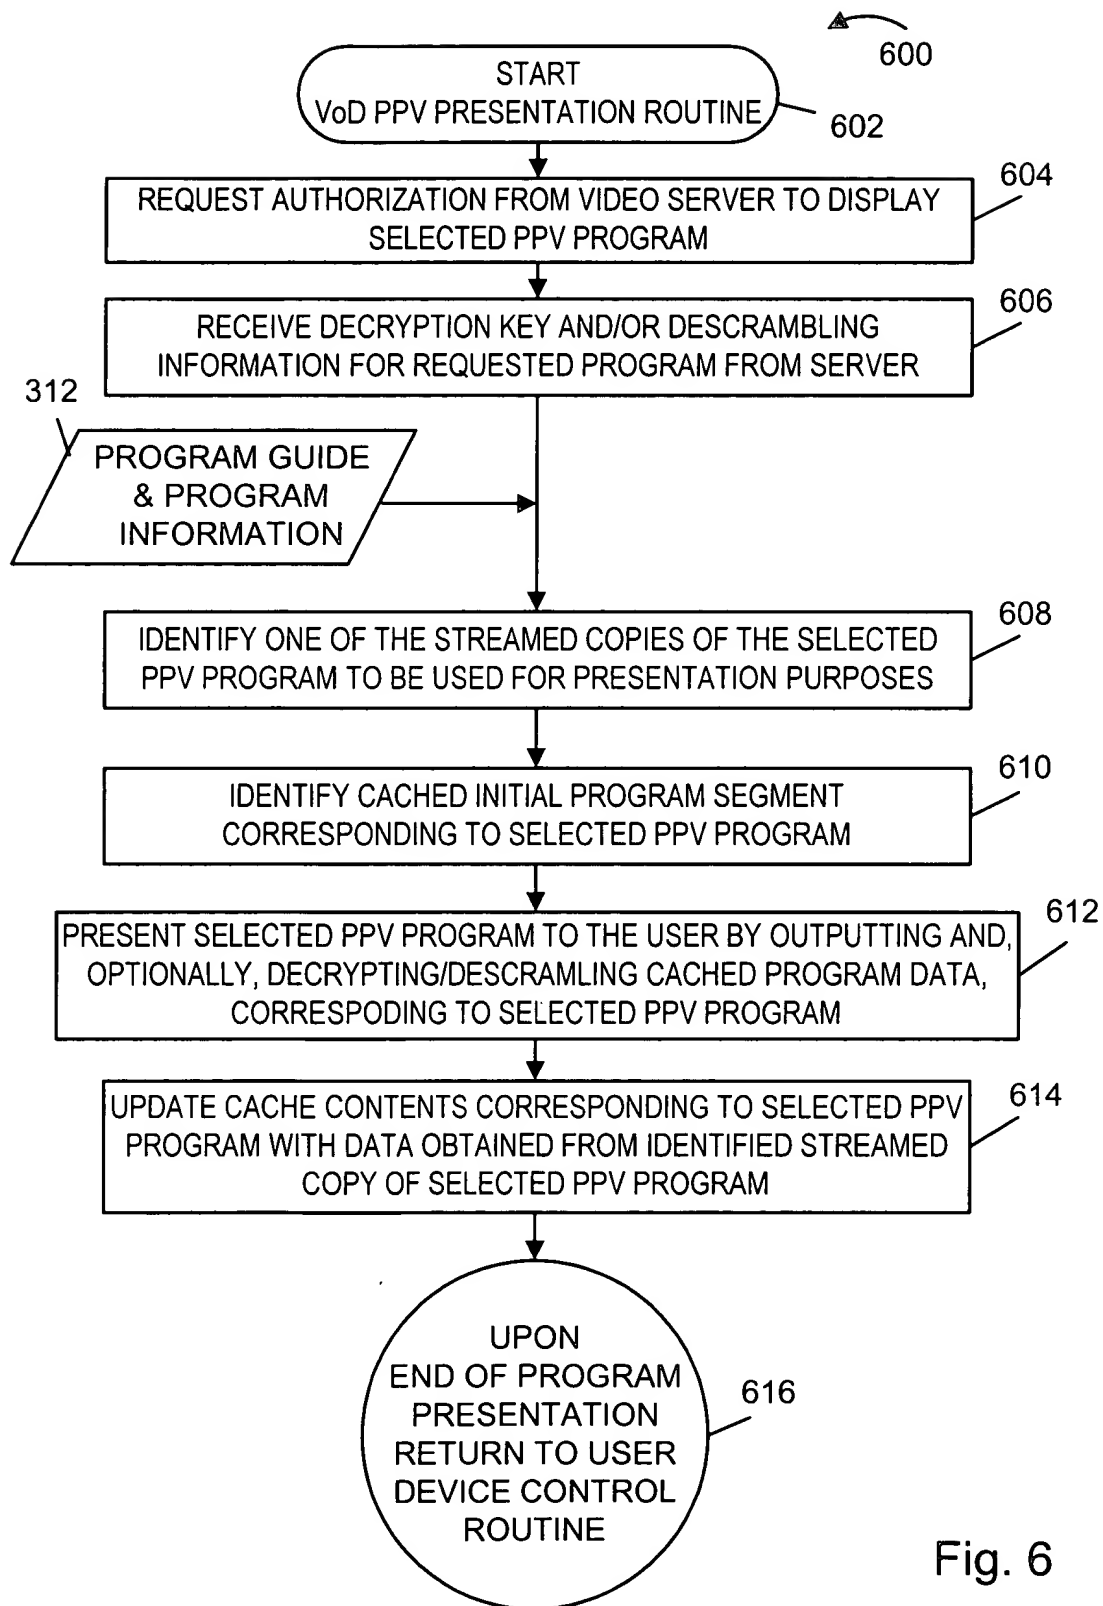 600
START
VoD PPV PRESENTATION ROUTINE
602
604
REQUEST AUTHORIZATION FROM VIDEO SERVER TO DISPLAY
SELECTED PPV PROGRAM
606
RECEIVE DECRYPTION KEY AND/OR DESCRAMBLING
INFORMATION FOR REQUESTED PROGRAM FROM SERVER
312
PROGRAM GUIDE
& PROGRAM
INFORMATION
608
IDENTIFY ONE OF THE STREAMED COPIES OF THE SELECTED
PPV PROGRAM TO BE USED FOR PRESENTATION PURPOSES
610
IDENTIFY CACHED INITIAL PROGRAM SEGMENT
CORRESPONDING TO SELECTED PPV PROGRAM
612
PRESENT SELECTED PPV PROGRAM TO THE USER BY OUTPUTTING AND,
OPTIONALLY, DECRYPTING/DESCRAMLING CACHED PROGRAM DATA,
CORRESPODING TO SELECTED PPV PROGRAM
614
UPDATE CACHE CONTENTS CORRESPONDING TO SELECTED PPV
PROGRAM WITH DATA OBTAINED FROM IDENTIFIED STREAMED
COPY OF SELECTED PPV PROGRAM
616
UPON
END OF PROGRAM
PRESENTATION
RETURN TO USER
DEVICE CONTROL
ROUTINE
Fig. 6